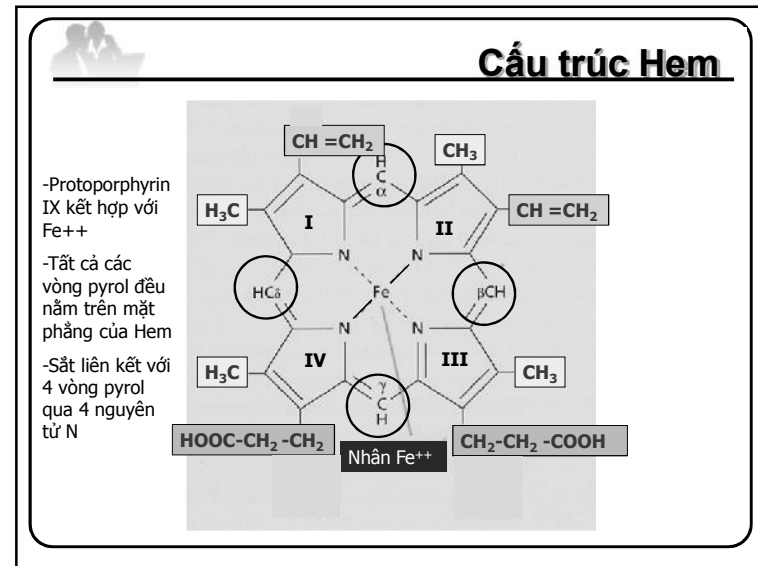 Cấu trúc Hem
-Protoporphyrin
IX kết hợp với
Fe++
-Tất cả các
vòng pyrol đều
nằm trên mặt
phẳng của Hem
-Sắt liên kết với
4 vòng pyrol
qua 4 nguyên
tử N
CH =CH₂
CH₃
H
C
α
H₃C
I
II
CH =CH₂
N
N
HCδ
Fe
βCH
N
N
IV
III
H₃C
CH₃
γ
C
H
HOOC-CH₂ -CH₂
CH₂-CH₂ -COOH
Nhân Fe⁺⁺